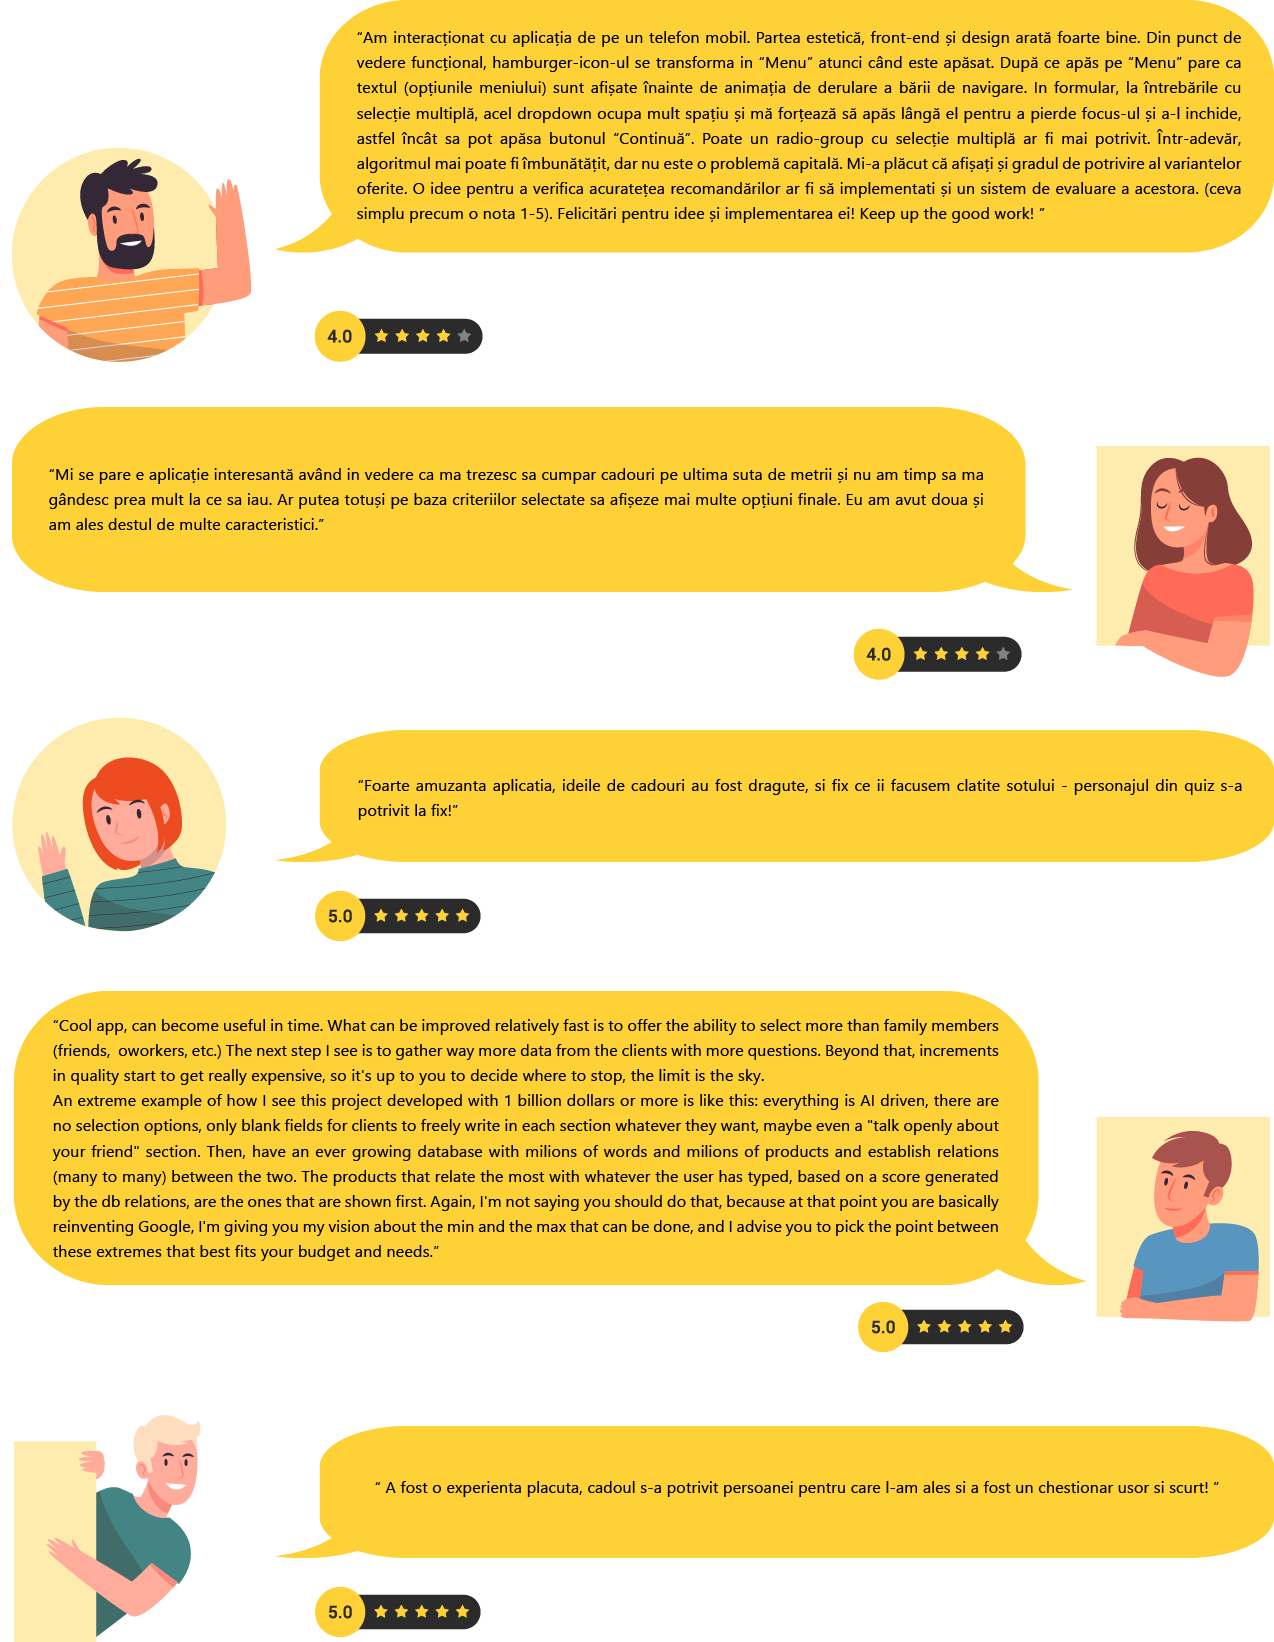 “Am interacționat cu aplicația de pe un telefon mobil. Partea estetică, front-end și design arată foarte bine. Din punct de
vedere funcțional, hamburger-icon-ul se transforma in “Menu” atunci când este apăsat. După ce apăs pe “Menu” pare ca
textul (opțiunile meniului) sunt afișate înainte de animația de derulare a bării de navigare. In formular, la întrebările cu
selecție multiplă, acel dropdown ocupa mult spațiu și mă forțează să apăs lângă el pentru a pierde focus-ul și a-l inchide,
astfel încât sa pot apăsa butonul “Continuă”. Poate un radio-group cu selecție multiplă ar fi mai potrivit. Într-adevăr,
algoritmul mai poate fi îmbunătățit, dar nu este o problemă capitală. Mi-a plăcut că afișați și gradul de potrivire al variantelor
oferite. O idee pentru a verifica acuratețea recomandărilor ar fi să implementati și un sistem de evaluare a acestora. (ceva
simplu precum o nota 1-5). Felicitări pentru idee și implementarea ei! Keep up the good work! ”
4.0
“Mi se pare e aplicație interesantă având in vedere ca ma trezesc sa cumpar cadouri pe ultima suta de metrii și nu am timp sa ma
gândesc prea mult la ce sa iau. Ar putea totuși pe baza criteriilor selectate sa afișeze mai multe opțiuni finale. Eu am avut doua și
am ales destul de multe caracteristici.”
4.0
“Foarte amuzanta aplicatia, ideile de cadouri au fost dragute, si fix ce ii facusem clatite sotului - personajul din quiz s-a
potrivit la fix!”
5.0
“Cool app, can become useful in time. What can be improved relatively fast is to offer the ability to select more than family members
(friends,  oworkers, etc.) The next step I see is to gather way more data from the clients with more questions. Beyond that, increments
in quality start to get really expensive, so it's up to you to decide where to stop, the limit is the sky.
An extreme example of how I see this project developed with 1 billion dollars or more is like this: everything is AI driven, there are
no selection options, only blank fields for clients to freely write in each section whatever they want, maybe even a "talk openly about
your friend" section. Then, have an ever growing database with milions of words and milions of products and establish relations
(many to many) between the two. The products that relate the most with whatever the user has typed, based on a score generated
by the db relations, are the ones that are shown first. Again, I'm not saying you should do that, because at that point you are basically
reinventing Google, I'm giving you my vision about the min and the max that can be done, and I advise you to pick the point between
these extremes that best fits your budget and needs.”
5.0
“ A fost o experienta placuta, cadoul s-a potrivit persoanei pentru care l-am ales si a fost un chestionar usor si scurt! ”
5.0